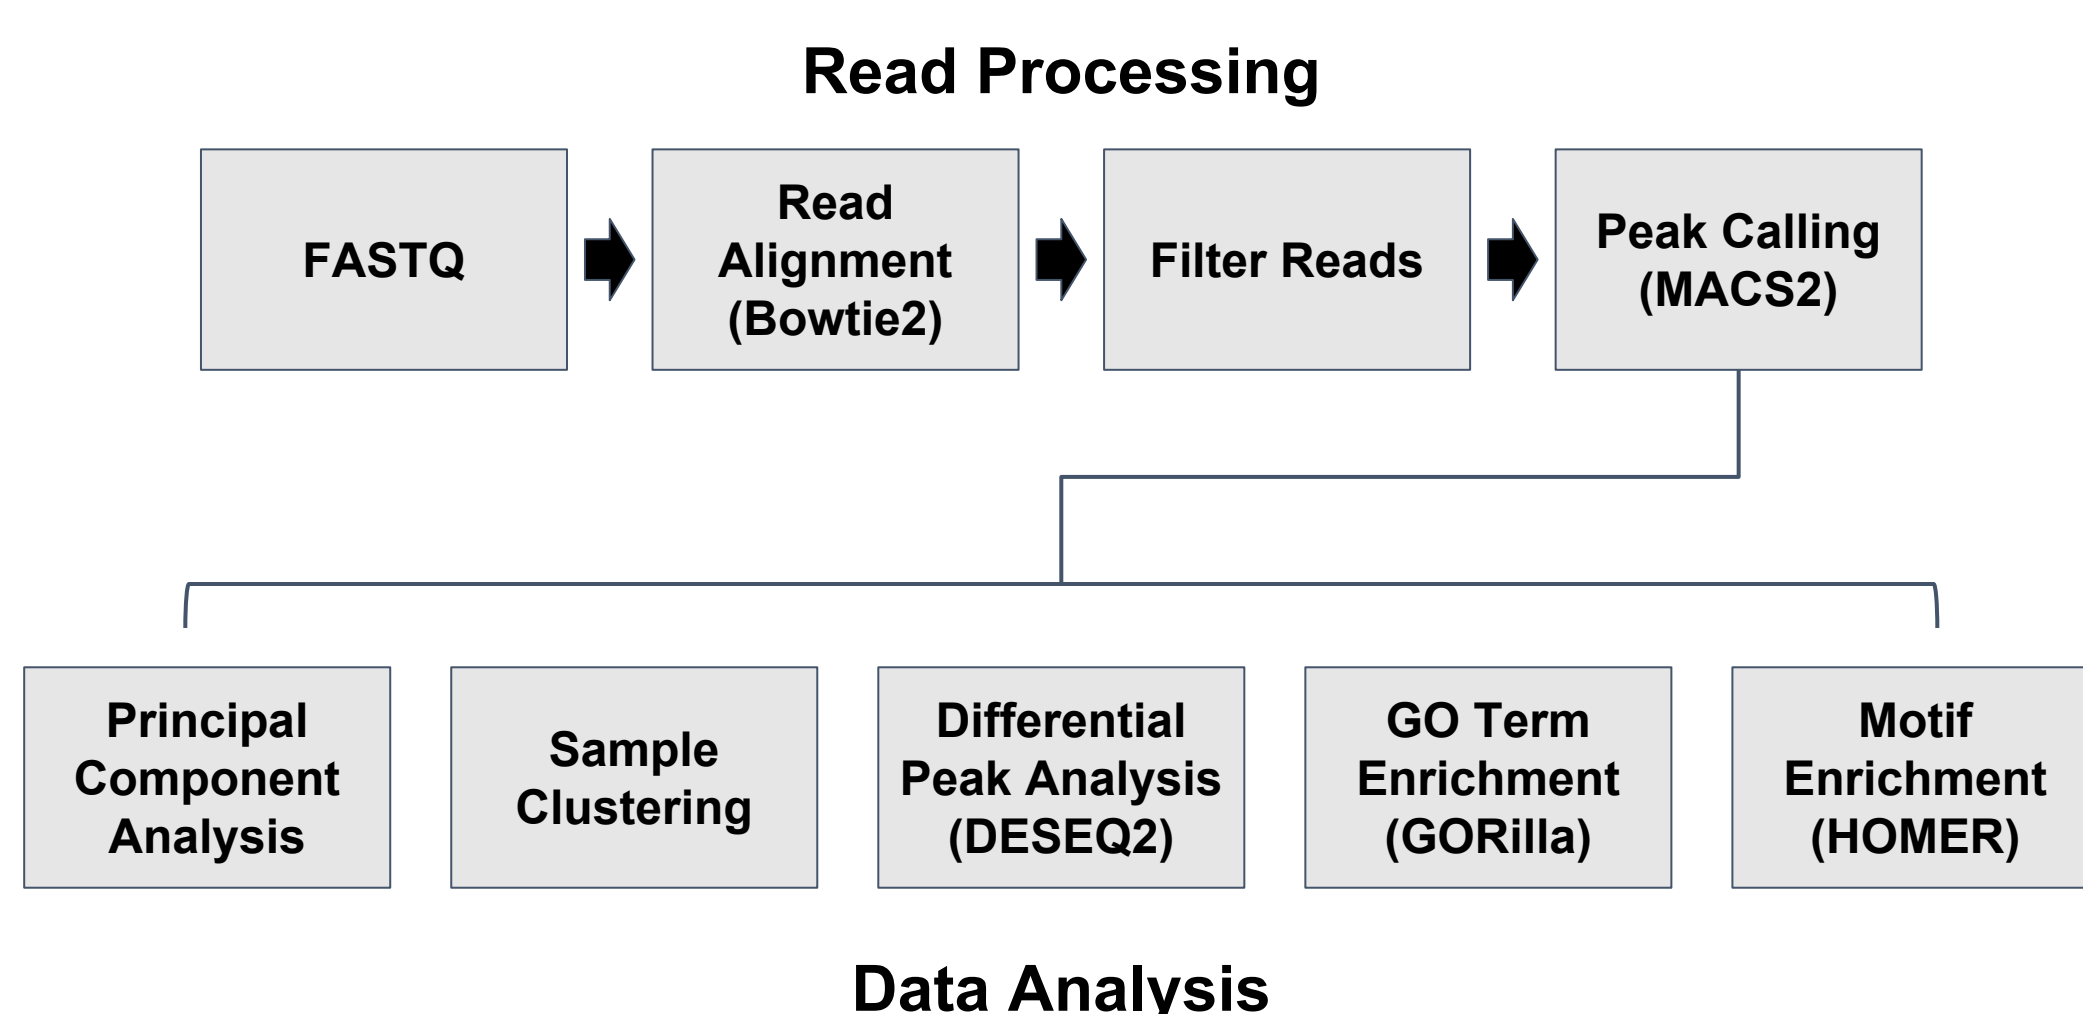 Read Processing
FASTQ
Read
Alignment
(Bowtie2)
Filter Reads
Peak Calling
(MACS2)
Principal
Component
Analysis
Sample
Clustering
Differential
Peak Analysis
(DESEQ2)
GO Term
Enrichment
(GORilla)
Motif
Enrichment
(HOMER)
Data Analysis